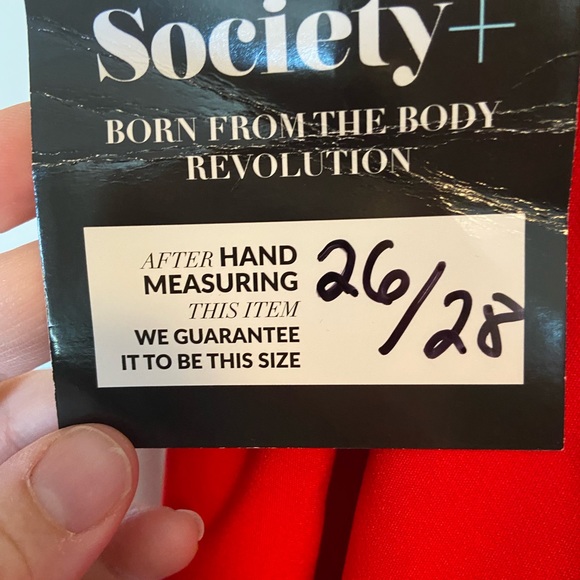 Society+
BORN FROM THE BODY
REVOLUTION
AFTER HAND
MEASURING
THIS ITEM
WE GUARANTEE
IT TO BE THIS SIZE
26/28